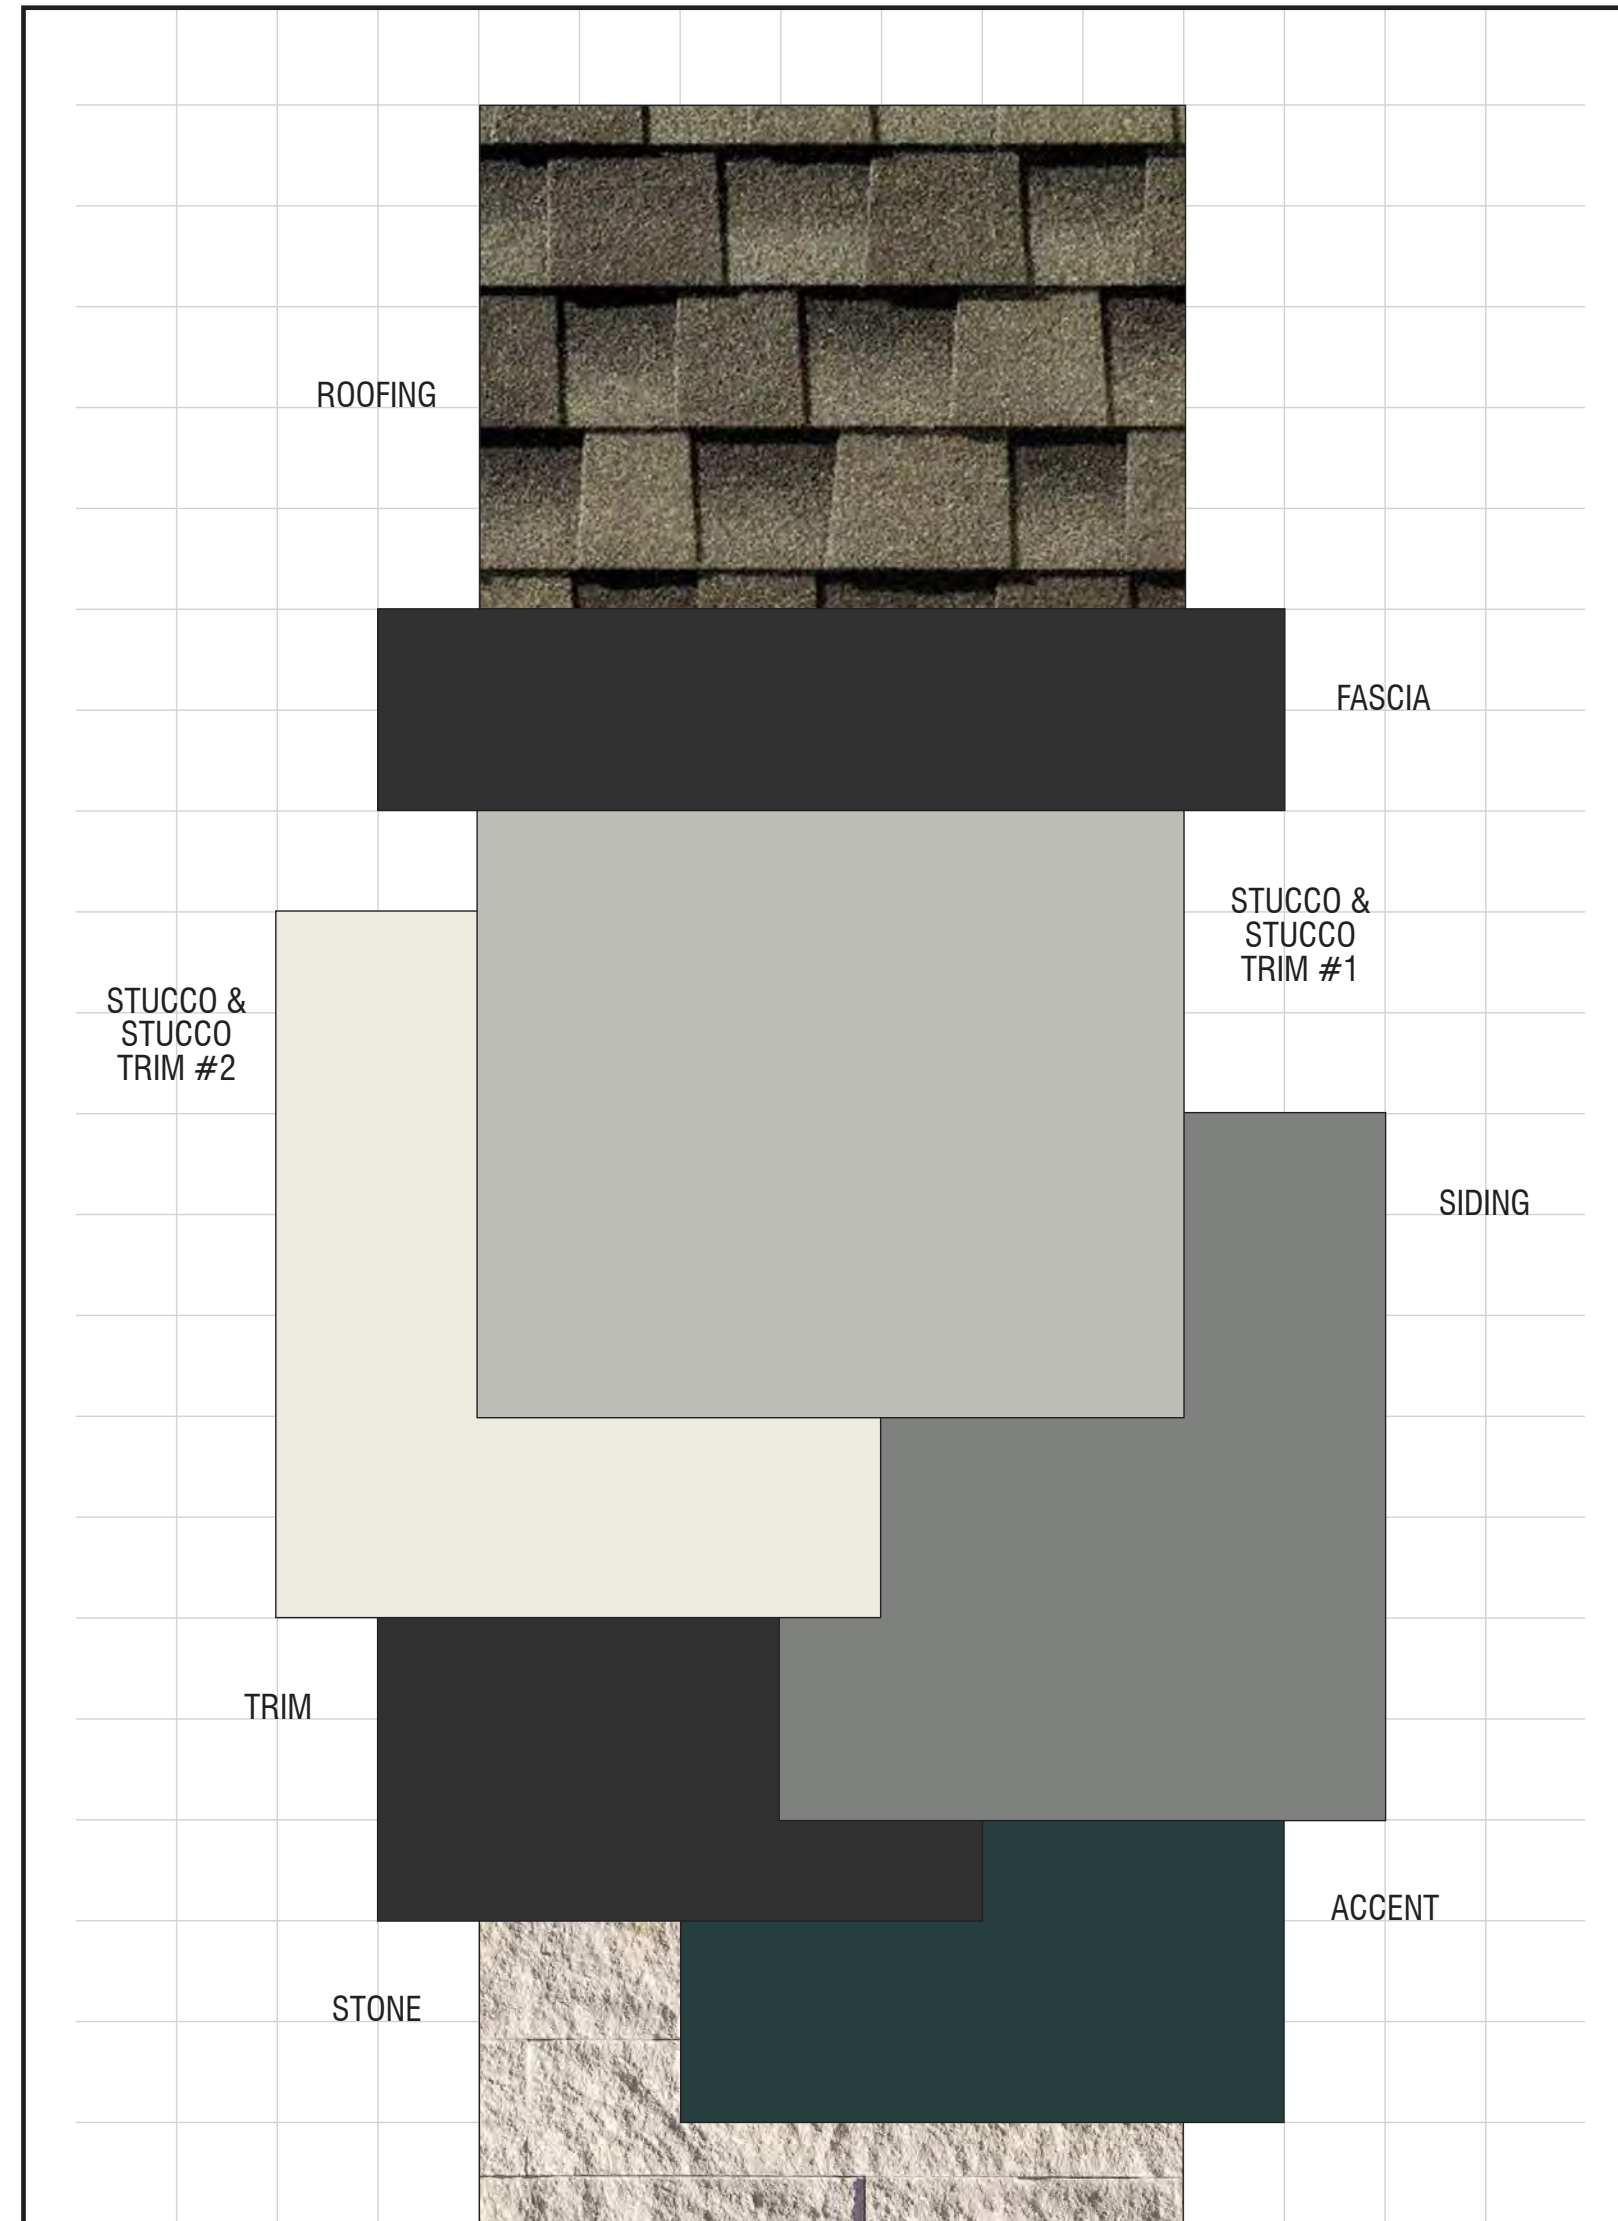 ROOFING
FASCIA
STUCCO &
STUCCO
TRIM #1
STUCCO &
STUCCO
TRIM #2
SIDING
TRIM
ACCENT
STONE